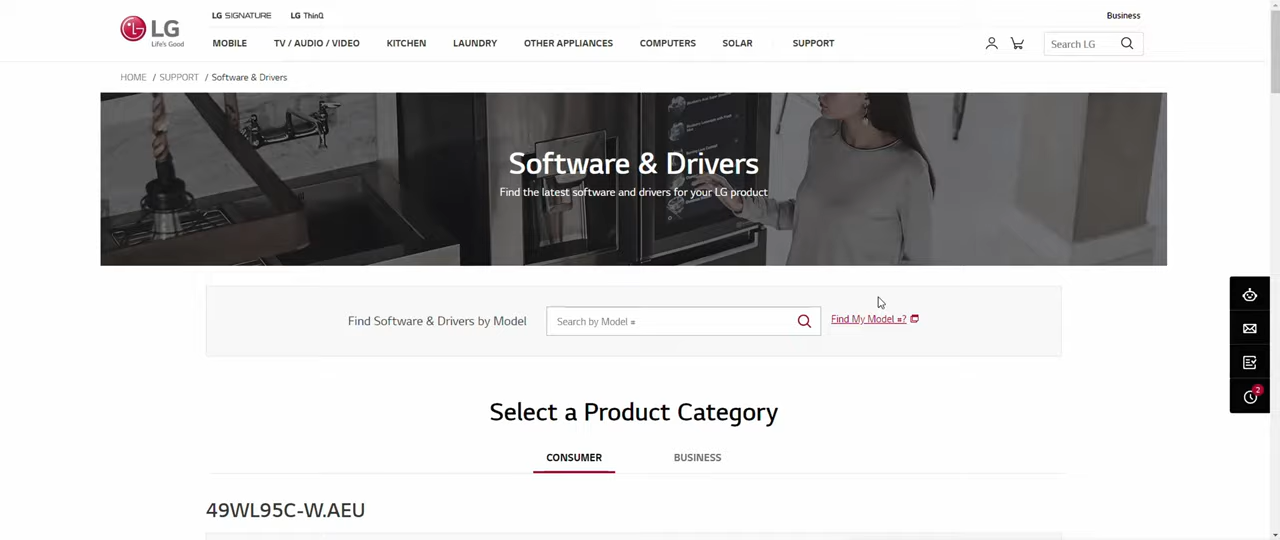 LG SIGNATURE LG ThinQ Business
LG
Life's Good
MOBILE TV / AUDIO / VIDEO KITCHEN LAUNDRY OTHER APPLIANCES COMPUTERS SOLAR SUPPORT Search LG
HOME / SUPPORT / Software & Drivers
Software & Drivers
Find the latest software and drivers for your LG product
Find Software & Drivers by Model Search by Model # Find My Model #?
2
Select a Product Category
CONSUMER BUSINESS
49WL95C-W.AEU